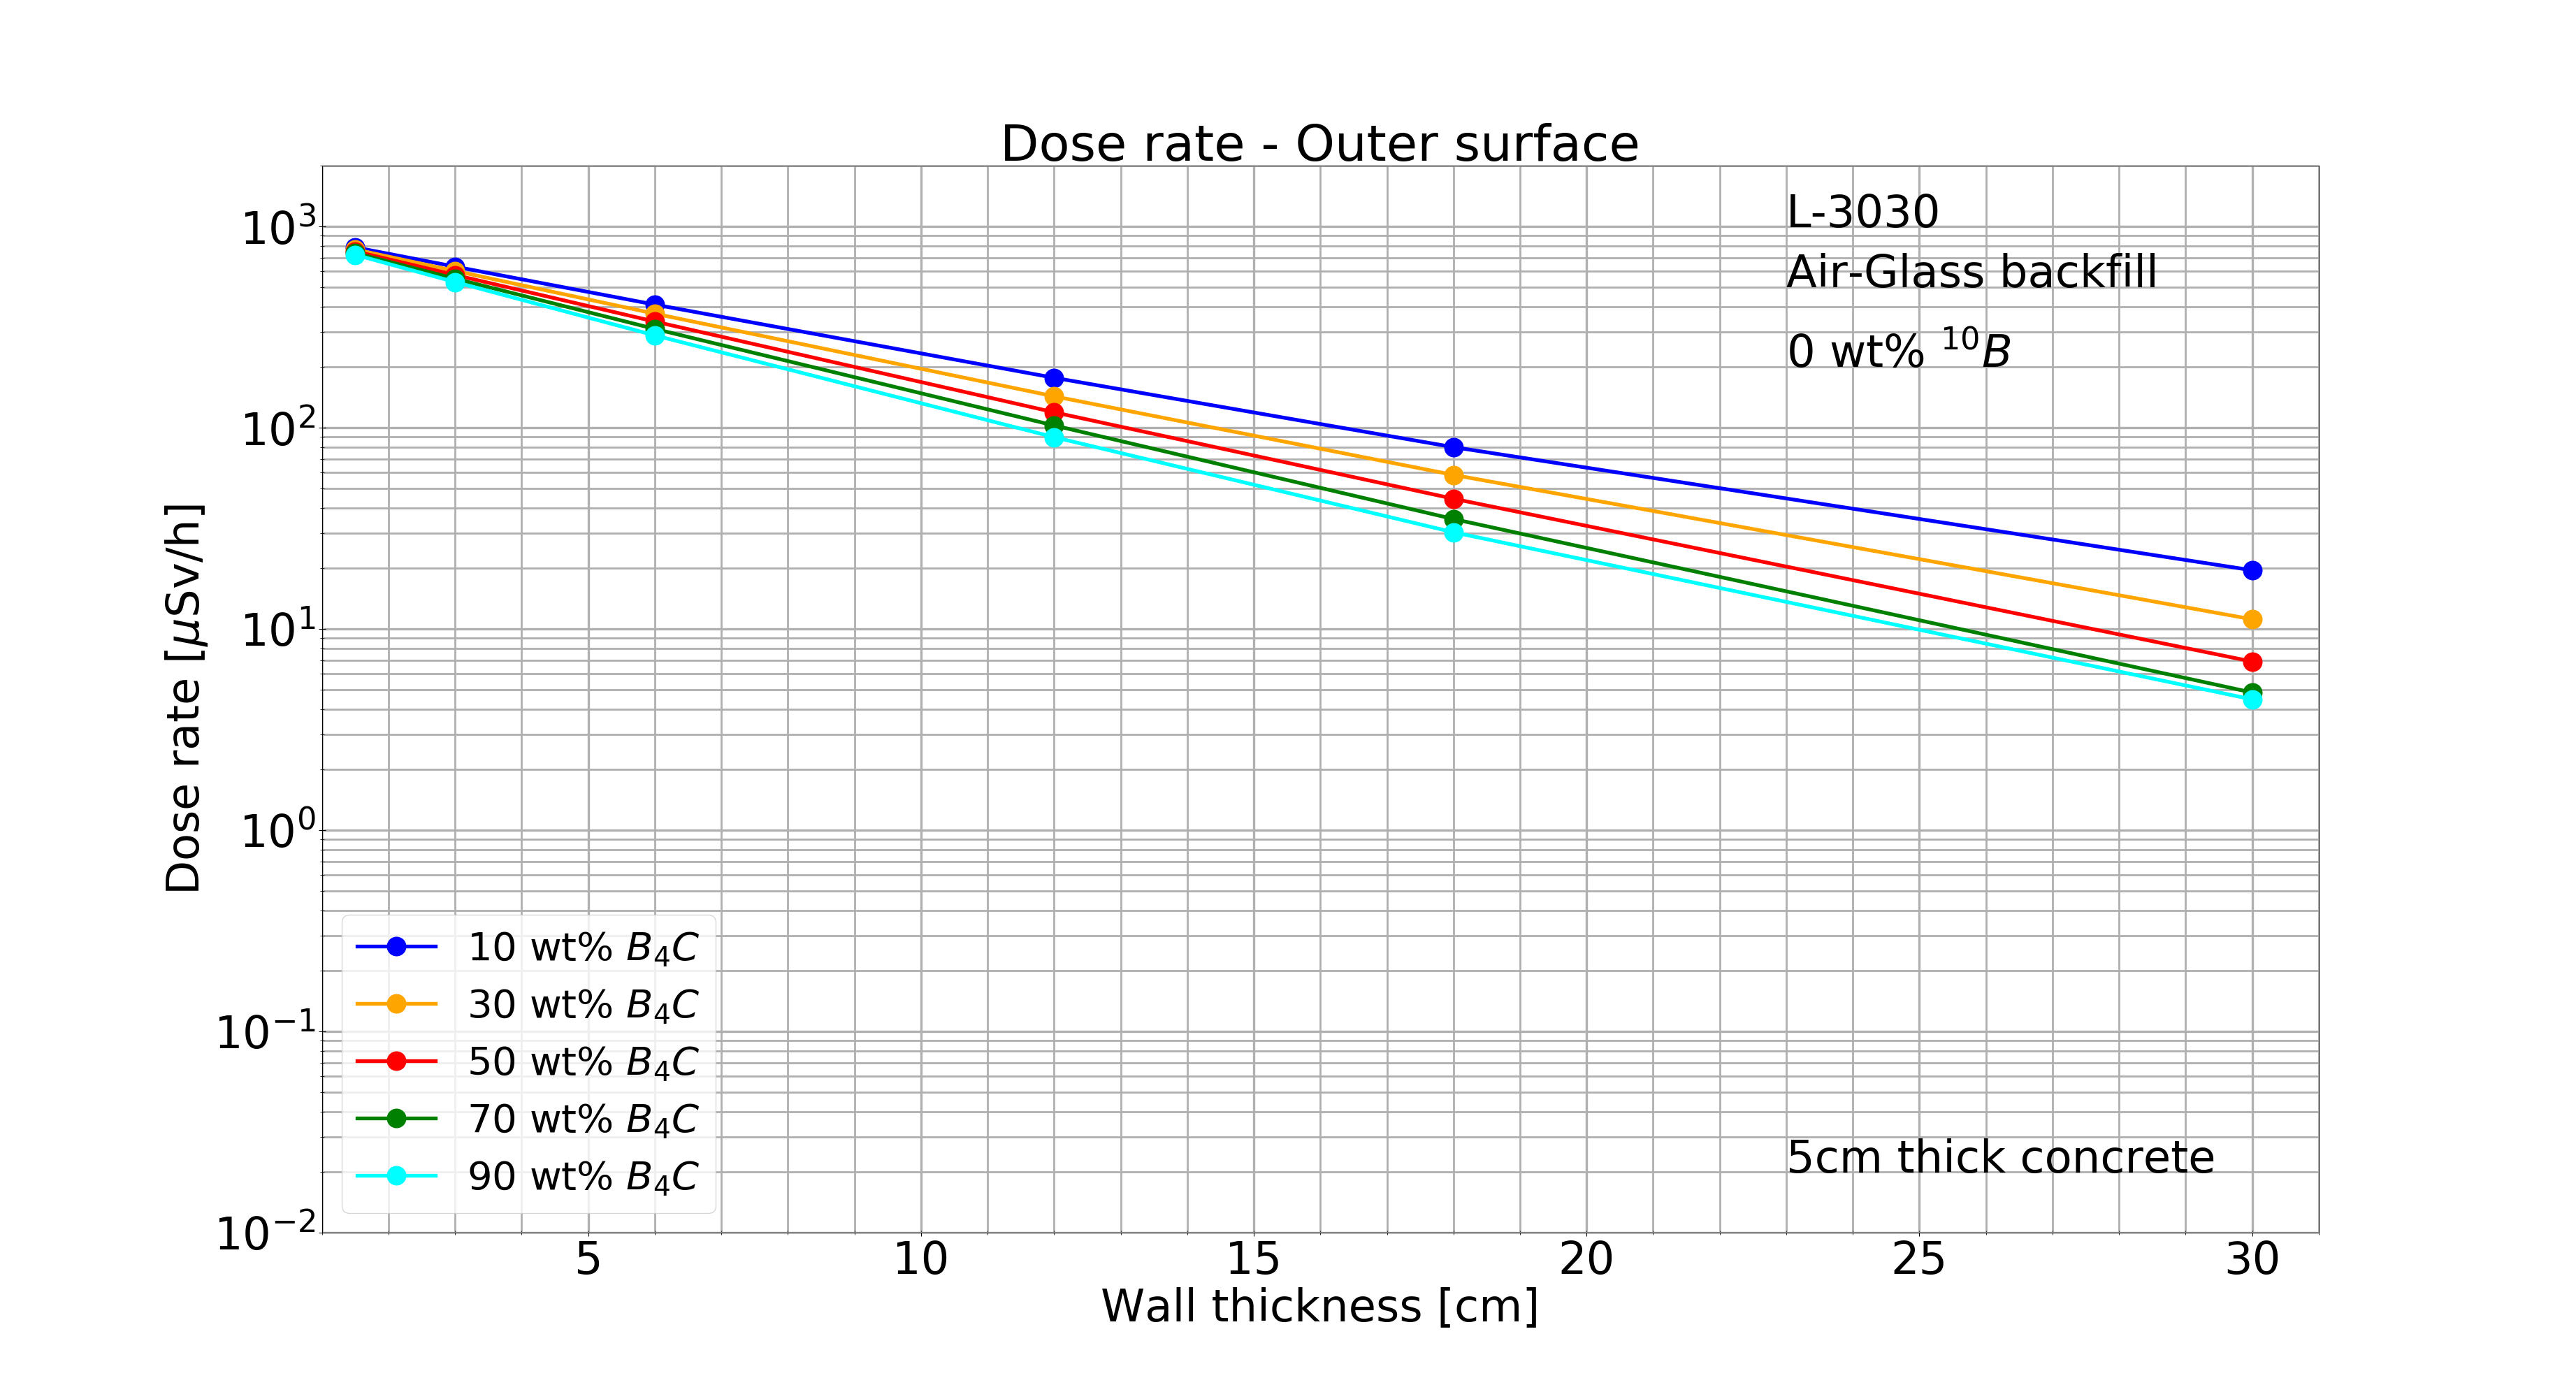 Dose rate - Outer surface
L-3030
Air-Glass backfill
0 wt% ¹⁰B
5cm thick concrete
Dose rate [μSv/h]
10³
10²
10¹
10⁰
10⁻¹
10⁻²
10 wt% B₄C
30 wt% B₄C
50 wt% B₄C
70 wt% B₄C
90 wt% B₄C
5 10 15 20 25 30
Wall thickness [cm]